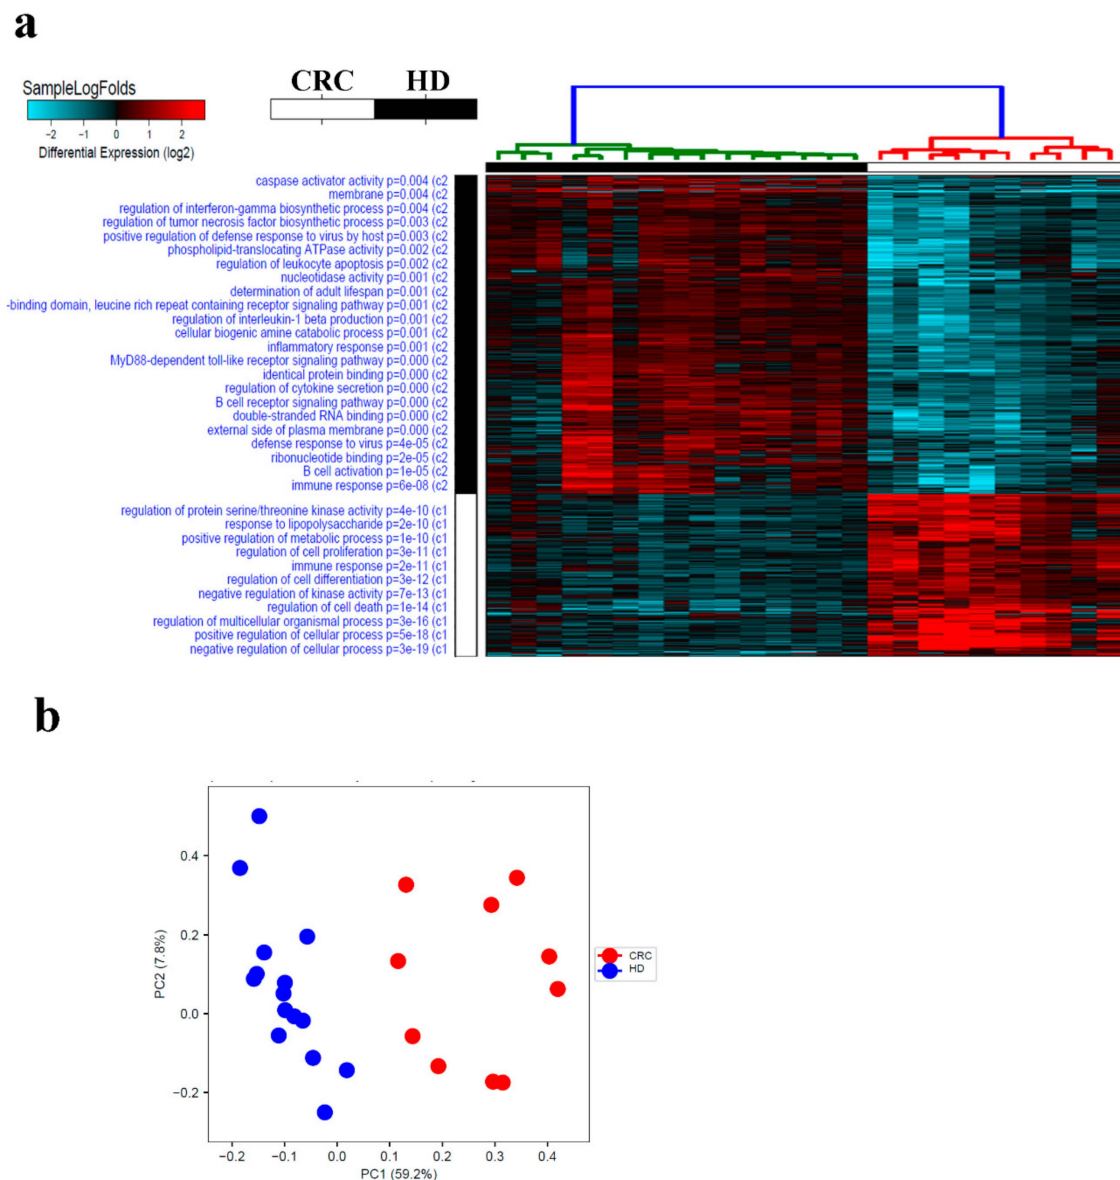 a
CRC HD
SampleLogFolds
−2 −1 0 1 2
Differential Expression (log2)
caspase activator activity p=0.004 (c2
membrane p=0.004 (c2
regulation of interferon-gamma biosynthetic process p=0.004 (c2
regulation of tumor necrosis factor biosynthetic process p=0.003 (c2
positive regulation of defense response to virus by host p=0.003 (c2
phospholipid-translocating ATPase activity p=0.002 (c2
regulation of leukocyte apoptosis p=0.002 (c2
nucleotidase activity p=0.001 (c2
determination of adult lifespan p=0.001 (c2
-binding domain, leucine rich repeat containing receptor signaling pathway p=0.001 (c2
regulation of interleukin-1 beta production p=0.001 (c2
cellular biogenic amine catabolic process p=0.001 (c2
inflammatory response p=0.001 (c2
MyD88-dependent toll-like receptor signaling pathway p=0.000 (c2
identical protein binding p=0.000 (c2
regulation of cytokine secretion p=0.000 (c2
B cell receptor signaling pathway p=0.000 (c2
double-stranded RNA binding p=0.000 (c2
external side of plasma membrane p=0.000 (c2
defense response to virus p=4e-05 (c2
ribonucleotide binding p=2e-05 (c2
B cell activation p=1e-05 (c2
immune response p=6e-08 (c2
regulation of protein serine/threonine kinase activity p=4e-10 (c1
response to lipopolysaccharide p=2e-10 (c1
positive regulation of metabolic process p=1e-10 (c1
regulation of cell proliferation p=3e-11 (c1
immune response p=2e-11 (c1
regulation of cell differentiation p=3e-12 (c1
negative regulation of kinase activity p=7e-13 (c1
regulation of cell death p=1e-14 (c1
regulation of multicellular organismal process p=3e-16 (c1
positive regulation of cellular process p=5e-18 (c1
negative regulation of cellular process p=3e-19 (c1
b
0.4
0.2
0.0
−0.2
PC2 (7.8%)
−0.2 −0.1 0.0 0.1 0.2 0.3 0.4
PC1 (59.2%)
CRC
HD